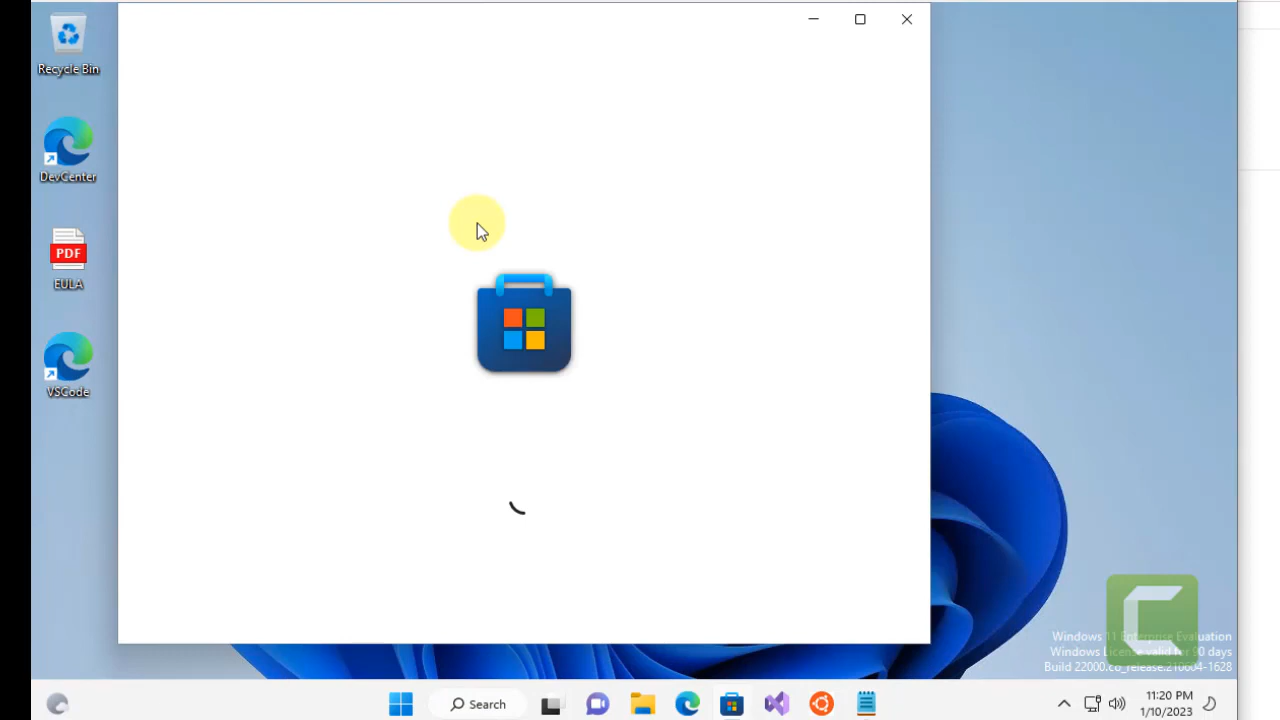 Recycle Bin
DevCenter
PDF
EULA
VSCode
Windows 11 Enterprise Evaluation
Windows License valid for 90 days
Build 22000.co_release.210604-1628
Search
11:20 PM
1/10/2023